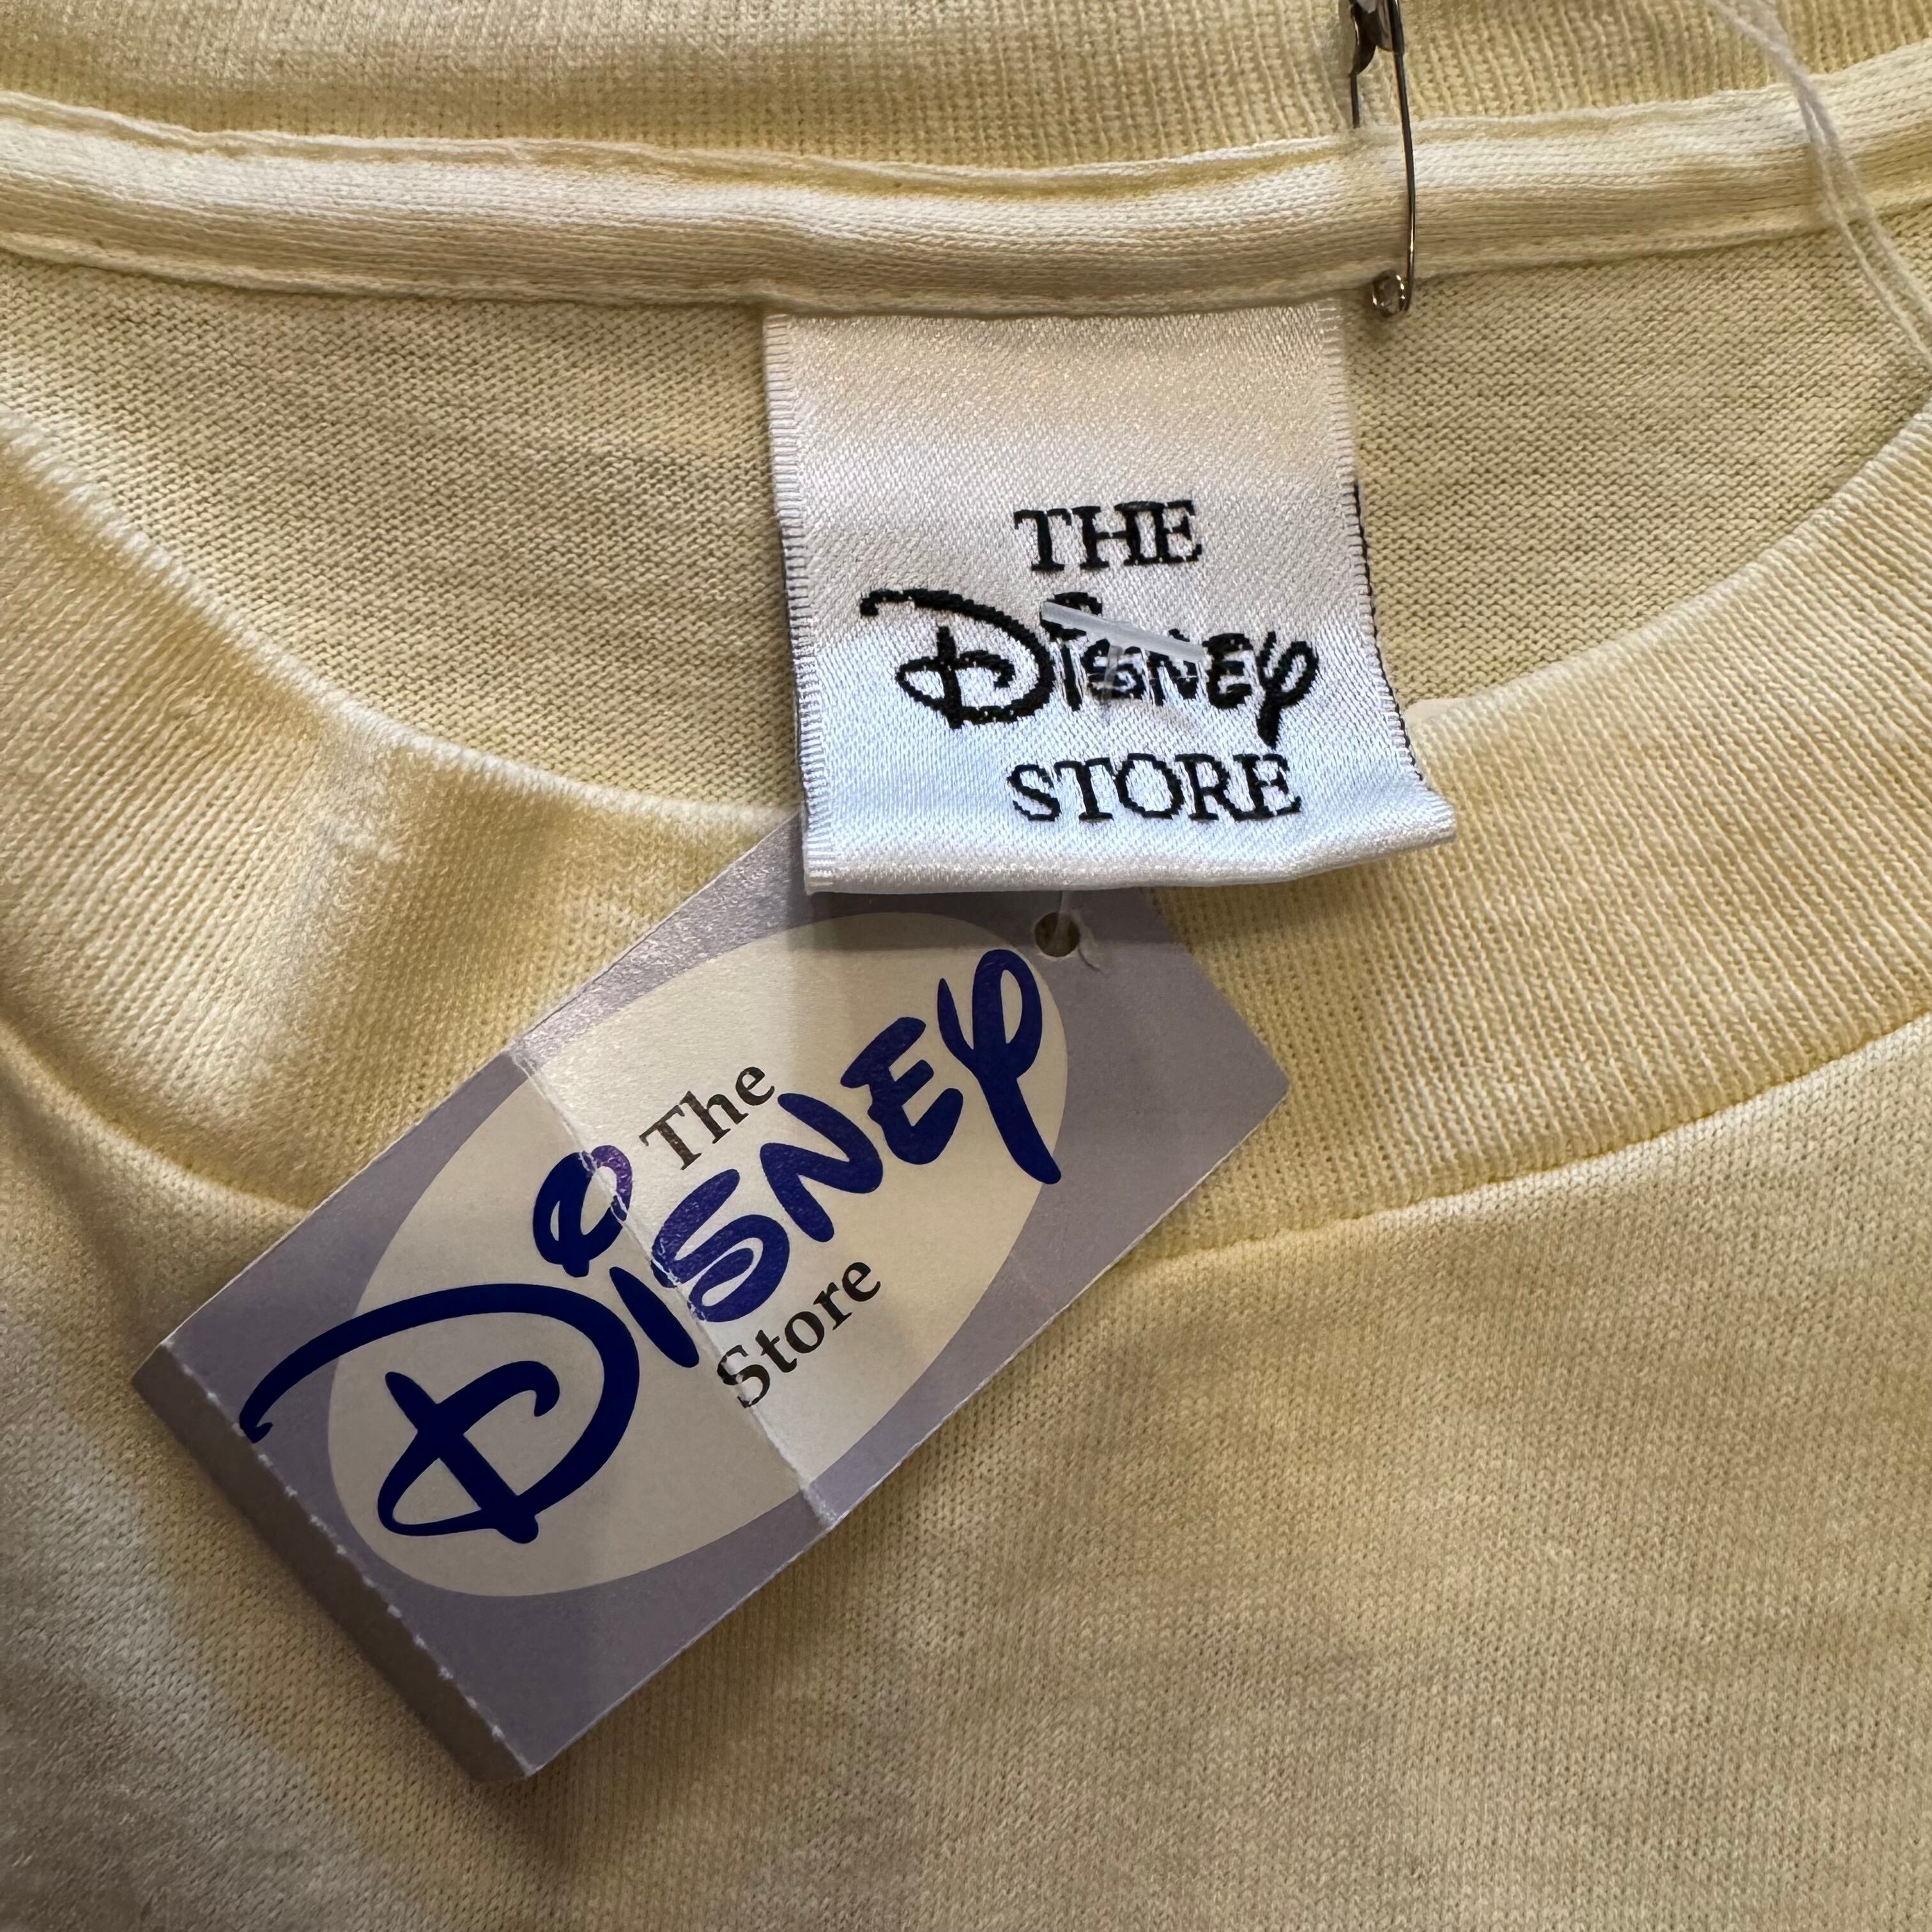 THE
Disney
STORE
The
Disney
Store